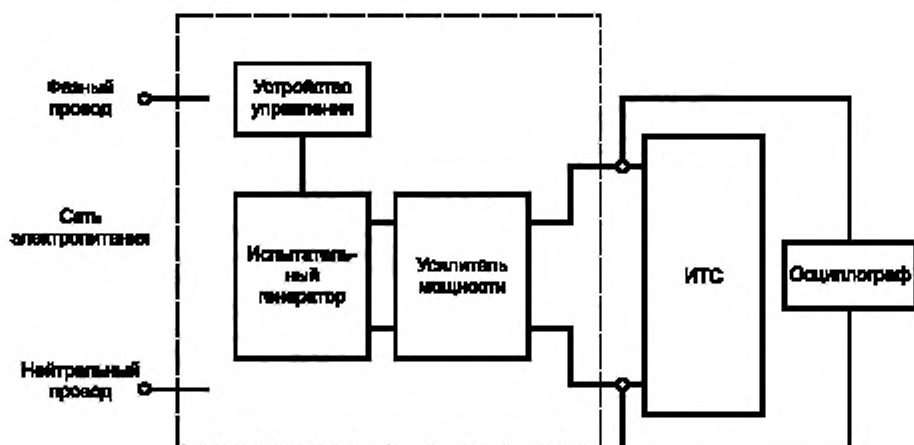 Фазный
провод
Устройство
управления
Сеть
электропитания
Испытатель-
ный
генератор
Усилитель
мощности
ИТС
Осциллограф
Нейтральный
провод